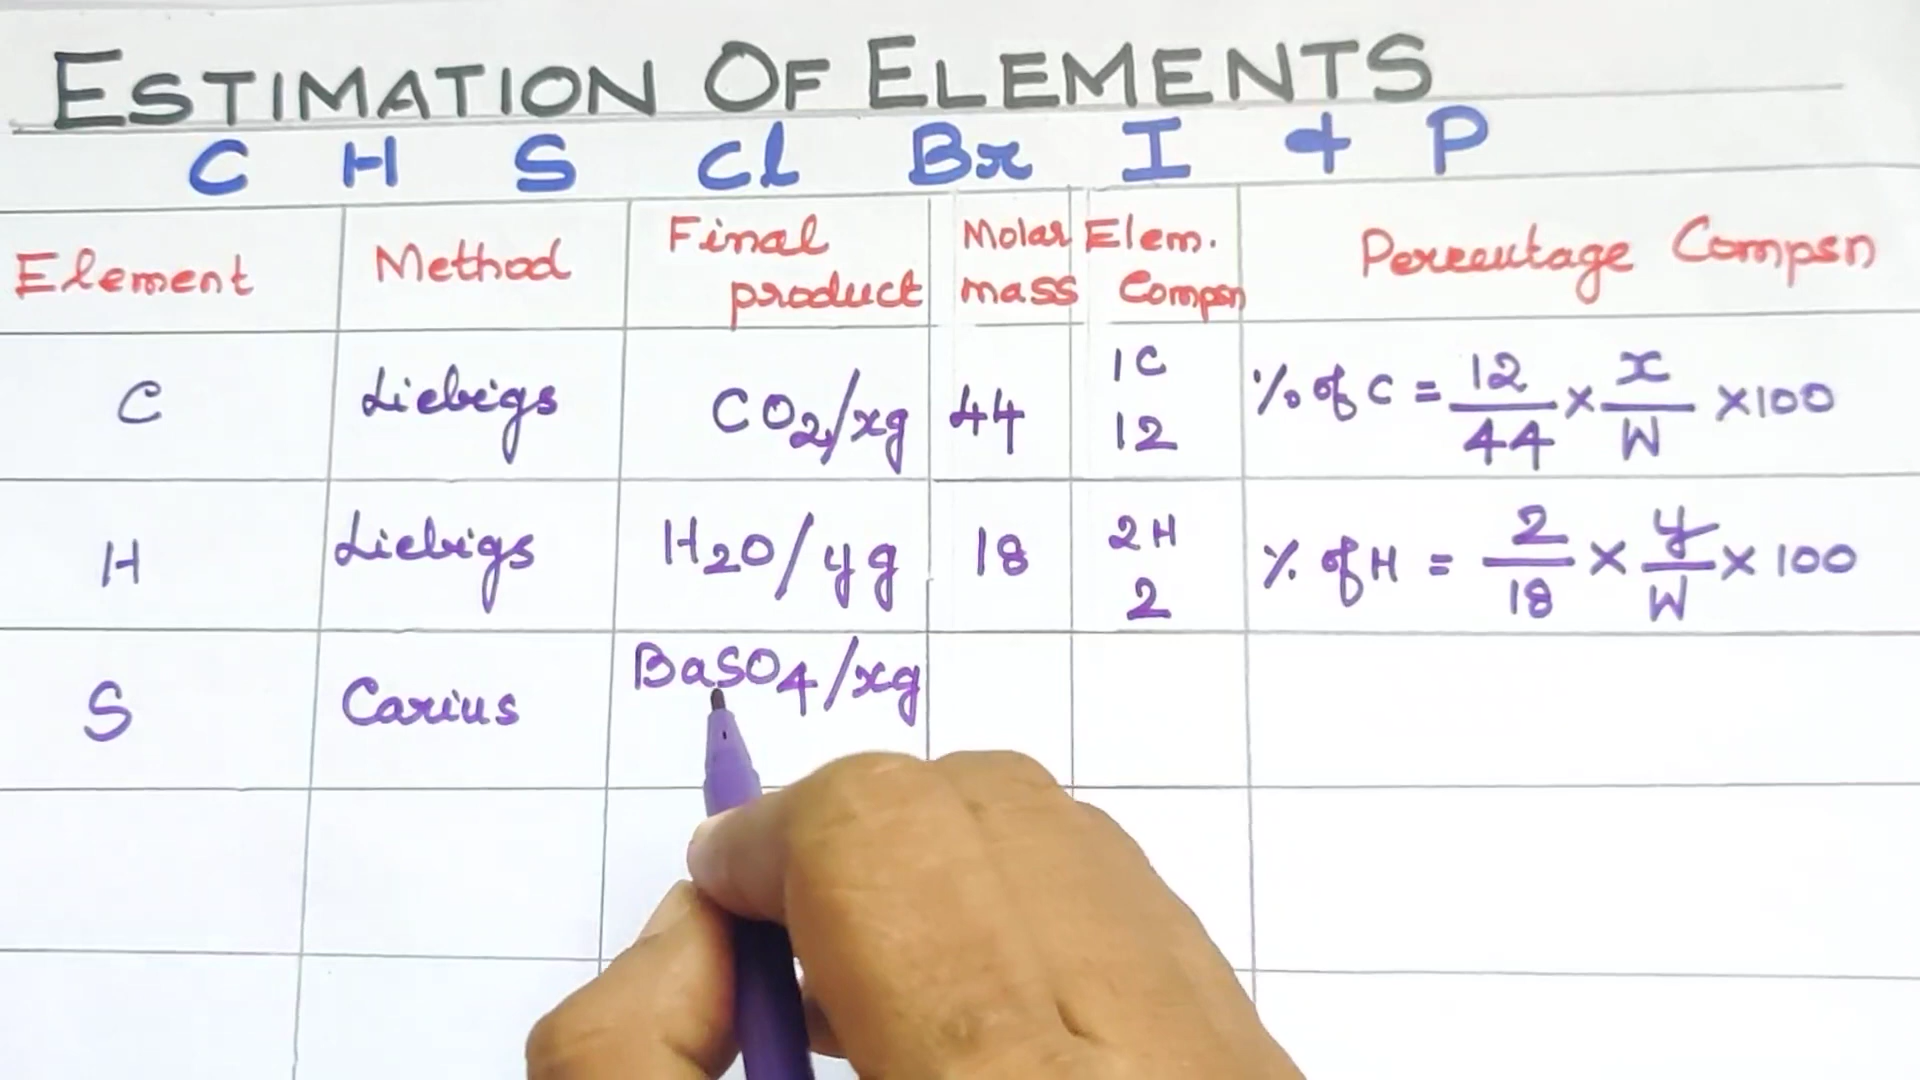 ESTIMATION OF ELEMENTS
C H S Cl Br I & P
Element Method Final product Molar mass Elem. Compsn Percentage Compsn
C Liebigs CO2/xg 44 1C 12 % of C = 12/44 × x/W ×100
H Liebigs H2O/yg 18 2H 2 % of H = 2/18 × y/W × 100
S Carius BaSO4/xg